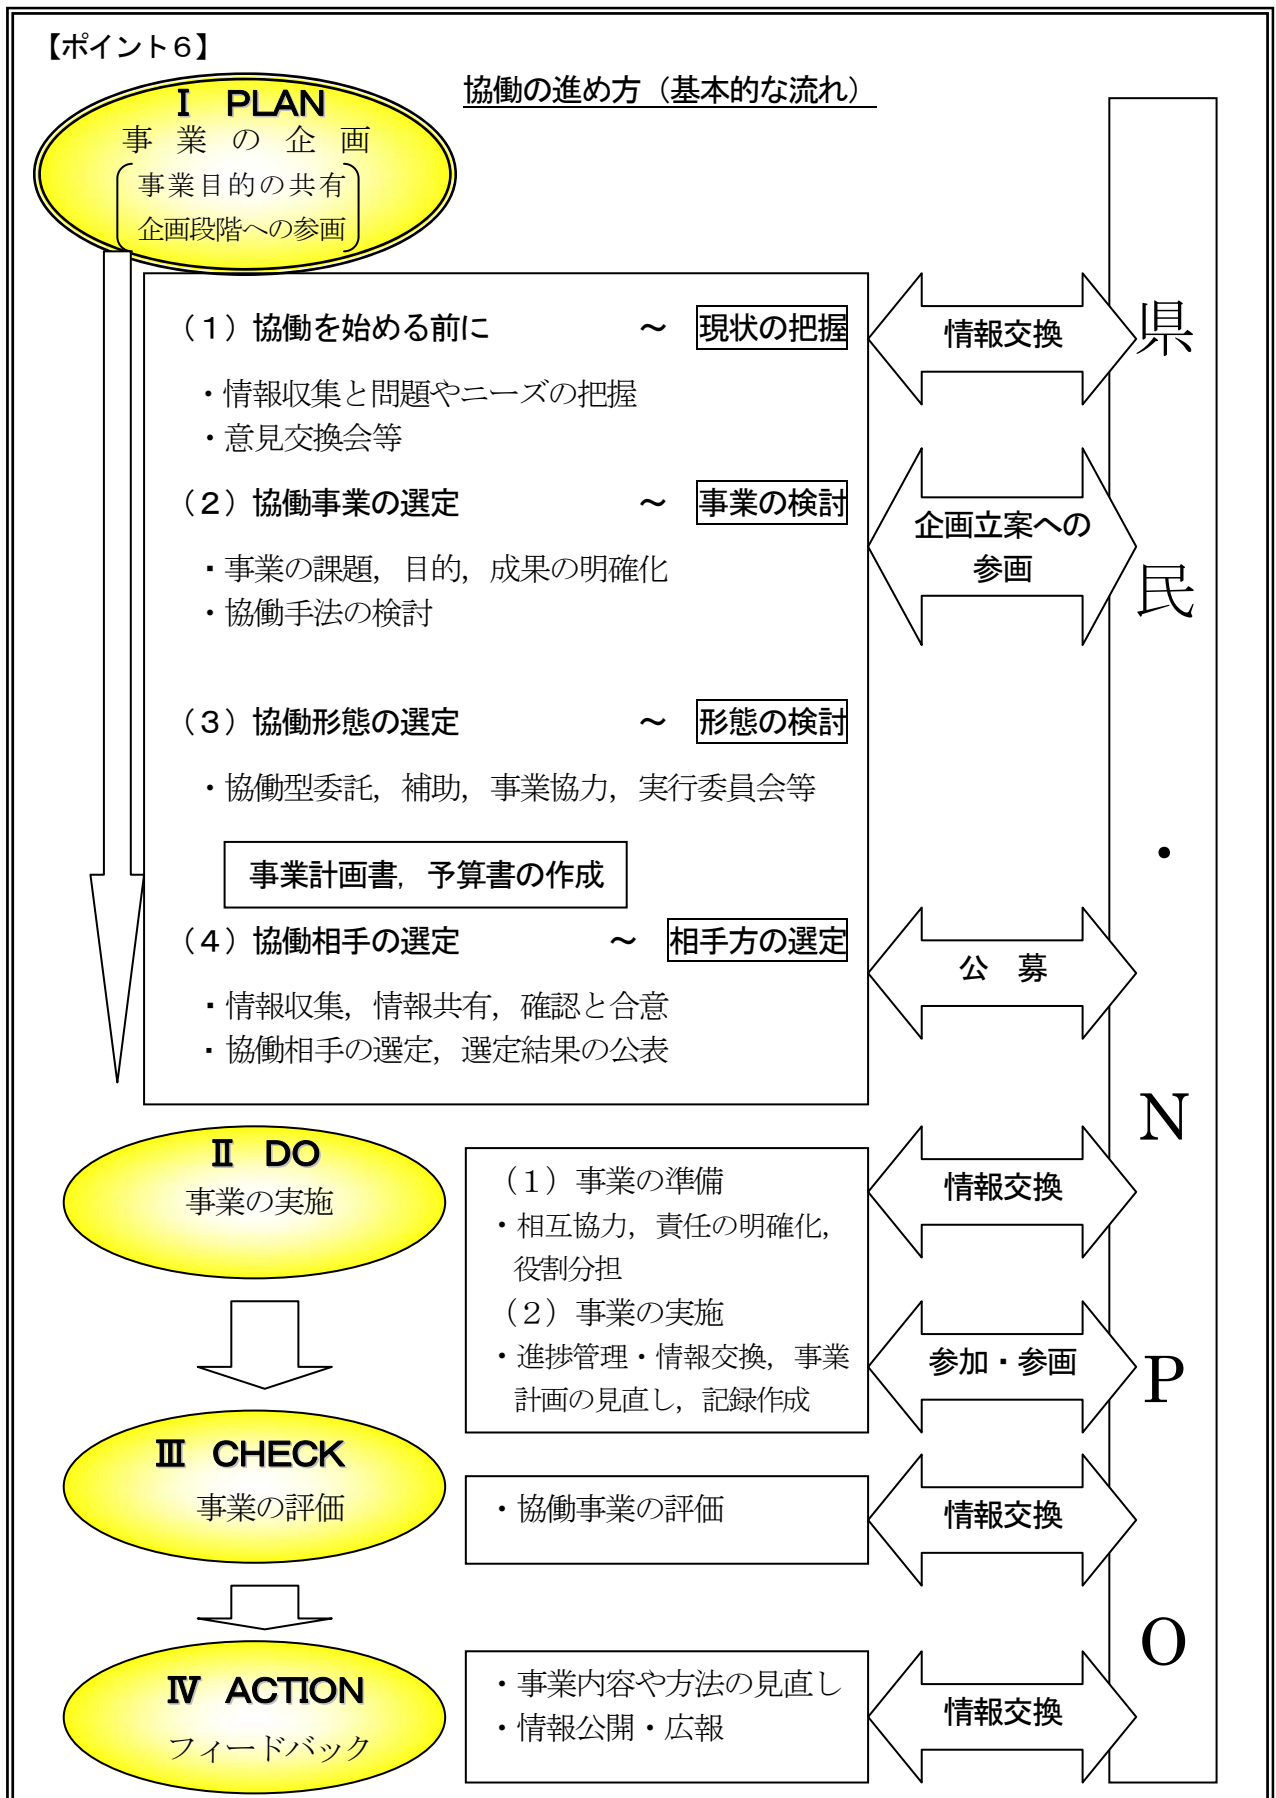 【ポイント６】
協働の進め方（基本的な流れ）
Ⅰ PLAN
事業の企画
事業目的の共有
企画段階への参画
（１）協働を始める前に ～ 現状の把握
・情報収集と問題やニーズの把握
・意見交換会等
情報交換
（２）協働事業の選定 ～ 事業の検討
・事業の課題，目的，成果の明確化
・協働手法の検討
企画立案への
参画
（３）協働形態の選定 ～ 形態の検討
・協働型委託，補助，事業協力，実行委員会等
事業計画書，予算書の作成
（４）協働相手の選定 ～ 相手方の選定
・情報収集，情報共有，確認と合意
・協働相手の選定，選定結果の公表
公 募
Ⅱ DO
事業の実施
（１）事業の準備
・相互協力，責任の明確化，
役割分担
（２）事業の実施
・進捗管理・情報交換，事業
計画の見直し，記録作成
情報交換
参加・参画
Ⅲ CHECK
事業の評価
・協働事業の評価
情報交換
Ⅳ ACTION
フィードバック
・事業内容や方法の見直し
・情報公開・広報
情報交換
県民・ＮＰＯ